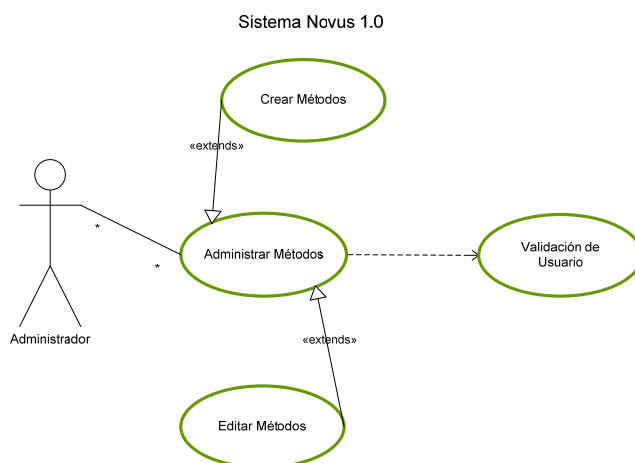 Sistema Novus 1.0
Crear Métodos
«extends»
*
Administrar Métodos
*
Validación de
Usuario
Administrador
«extends»
Editar Métodos